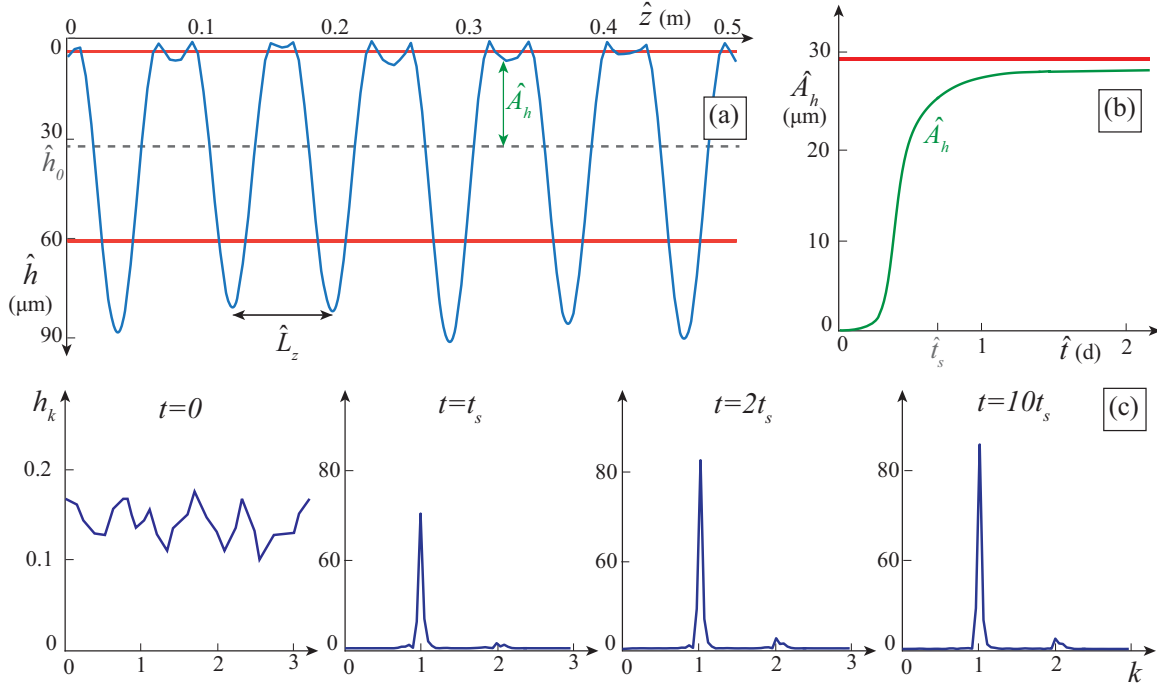 0 0.1 0.2 0.3 0.4 0.5
ẑ (m)
0
30
ĥ₀
60
ĥ
(μm)
90
Â_h
L̂_z
(a)
30
Â_h
(μm)
20
10
0
Â_h
(b)
0 t̂_s 1 t̂ (d) 2
h_k t=0 t=t_s t=2t_s t=10t_s (c)
0.2 80 80 80
0.1 60 60 60
0 0 0 0
0 1 2 3 0 1 2 3 0 1 2 3 0 1 2 3 k